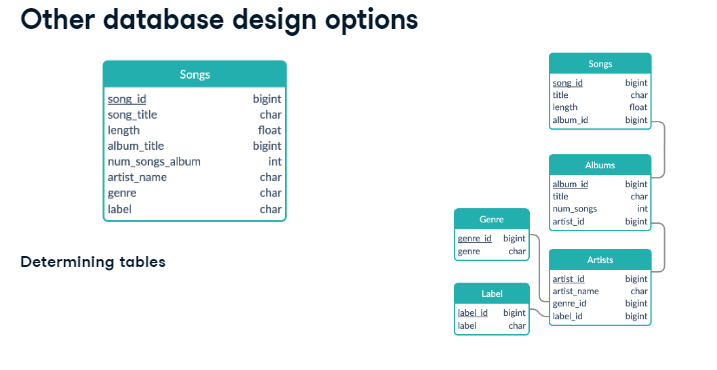 Other database design options
Songs
song_id bigint
song_title char
length float
album_title bigint
num_songs_album int
artist_name char
genre char
label char
Determining tables
Songs
song_id bigint
title char
length float
album_id bigint
Albums
album_id bigint
title char
num_songs int
artist_id bigint
Genre
genre_id bigint
genre char
Artists
artist_id bigint
artist_name char
genre_id bigint
label_id bigint
Label
label_id bigint
label char